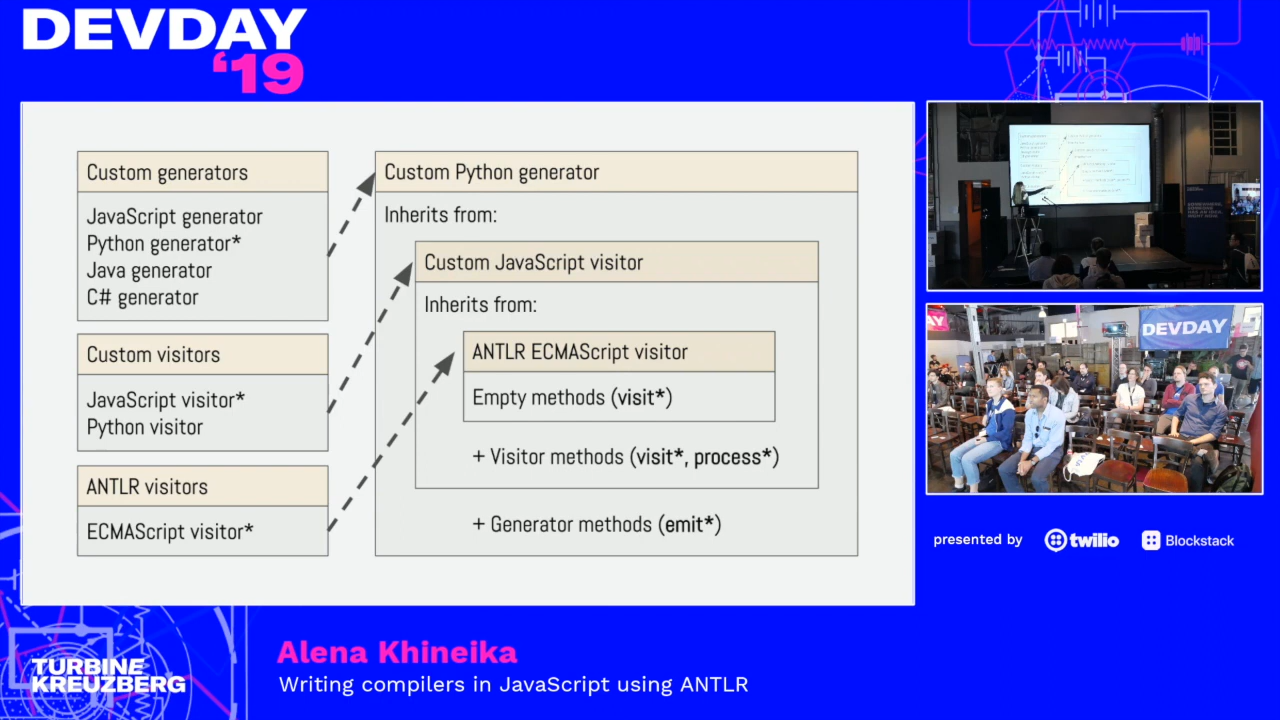 DEVDAY
‘19
Custom generators
JavaScript generator
Python generator*
Java generator
C# generator
Custom visitors
JavaScript visitor*
Python visitor
ANTLR visitors
ECMAScript visitor*
Custom Python generator
Inherits from:
Custom JavaScript visitor
Inherits from:
ANTLR ECMAScript visitor
Empty methods (visit*)
+ Visitor methods (visit*, process*)
+ Generator methods (emit*)
DEVDAY
AY
presented by
twilio
Blockstack
TURBINE
KREUZBERG
Alena Khineika
Writing compilers in JavaScript using ANTLR